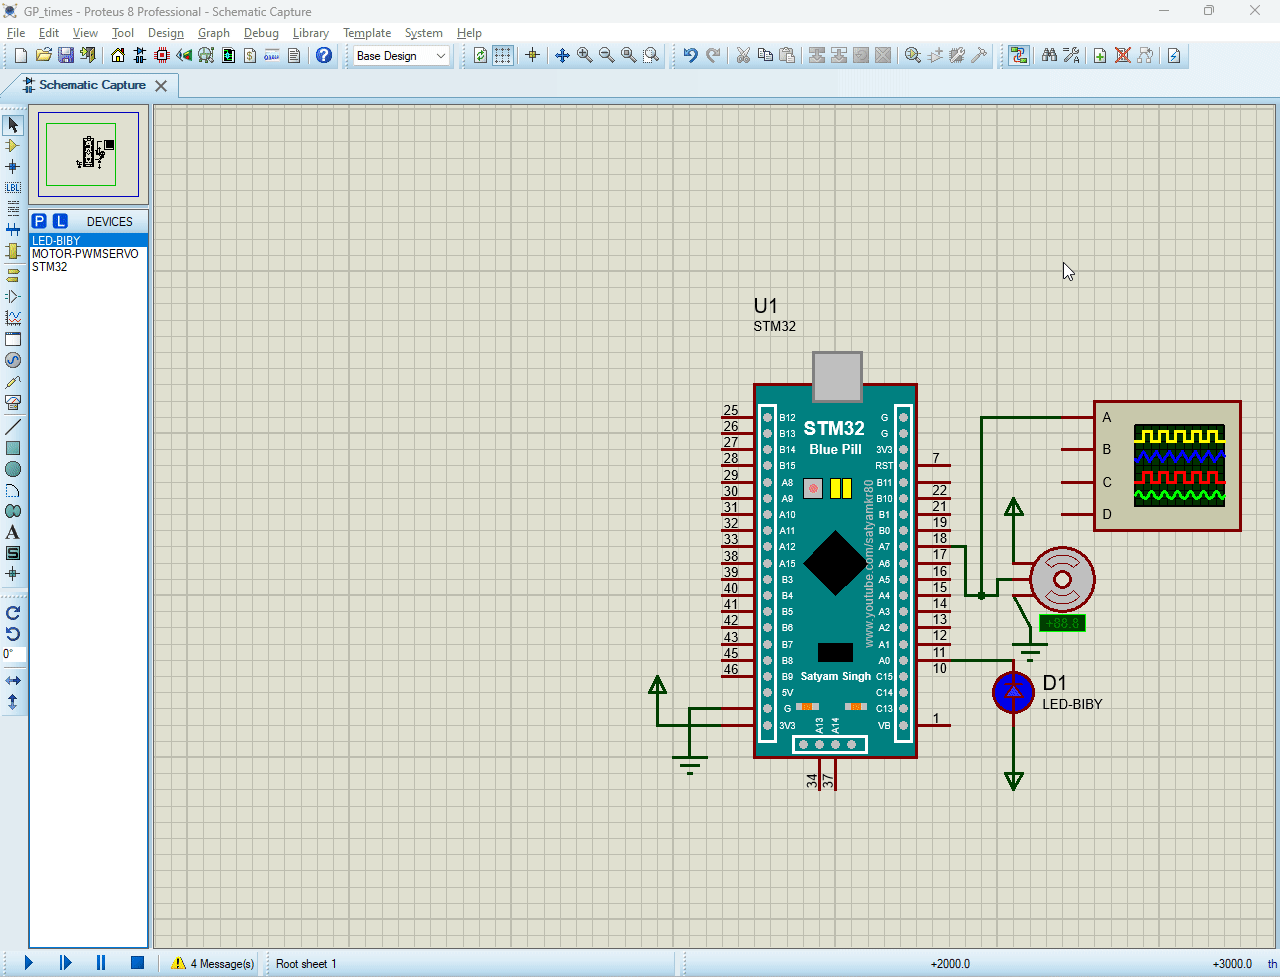 GP_times - Proteus 8 Professional - Schematic Capture
File Edit View Tool Design Graph Debug Library Template System Help
Base Design
Schematic Capture
P L DEVICES
LED-BIBY
MOTOR-PWMSERVO
STM32
LBL
A
S
0°
U1
STM32
25 B12 G
26 B13 G
27 B14 3V3
28 B15 RST 7
29 A8 B11
30 A9 B10 22
31 A10 B1 21
32 A11 B0 19
33 A12 A7 18
38 A15 A6 17
39 B3 A5 16
40 B4 A4 15
41 B5 A3 14
42 B6 A2 13
43 B7 A1 12
45 B8 A0 11
46 B9 C15 10
5V C14
G C13
3V3 VB 1
STM32
Blue Pill
www.youtube.com/satyamkr80
Satyam Singh
A13
A14
34
37
A
B
C
D
+88.8
D1
LED-BIBY
4 Message(s)
Root sheet 1
+2000.0
+3000.0
th